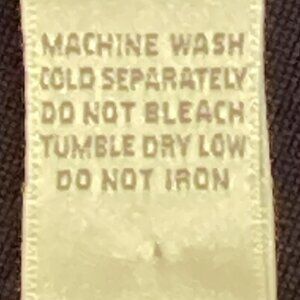 MACHINE WASH
COLD SEPARATELY
DO NOT BLEACH
TUMBLE DRY LOW
DO NOT IRON